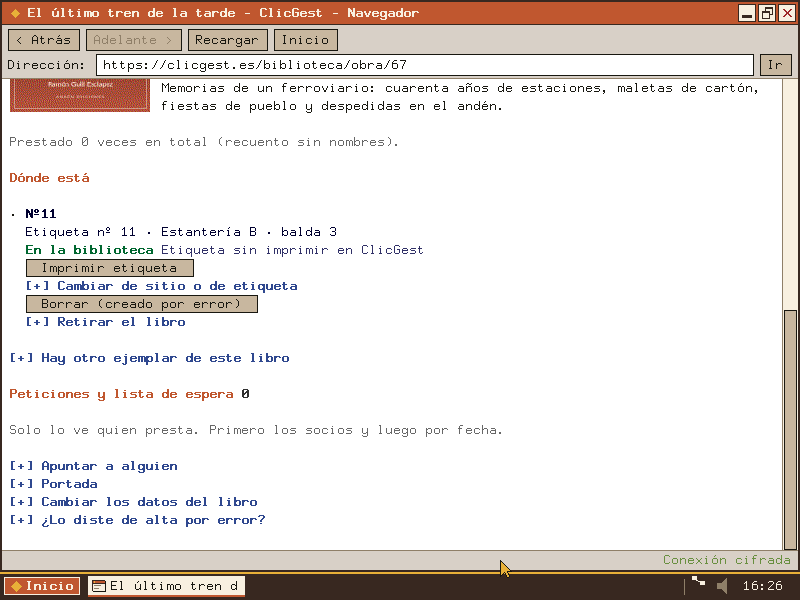 El último tren de la tarde - ClicGest - Navegador
< Atrás Adelante > Recargar Inicio
Dirección: https://clicgest.es/biblioteca/obra/67 Ir
Ramón Guill Esclapez
Memorias de un ferroviario: cuarenta años de estaciones, maletas de cartón,
fiestas de pueblo y despedidas en el andén.
Prestado 0 veces en total (recuento sin nombres).
Dónde está
· Nº11
Etiqueta nº 11 · Estantería B · balda 3
En la biblioteca Etiqueta sin imprimir en ClicGest
Imprimir etiqueta
[+] Cambiar de sitio o de etiqueta
Borrar (creado por error)
[+] Retirar el libro
[+] Hay otro ejemplar de este libro
Peticiones y lista de espera 0
Solo lo ve quien presta. Primero los socios y luego por fecha.
[+] Apuntar a alguien
[+] Portada
[+] Cambiar los datos del libro
[+] ¿Lo diste de alta por error?
Conexión cifrada
Inicio El último tren d 16:26